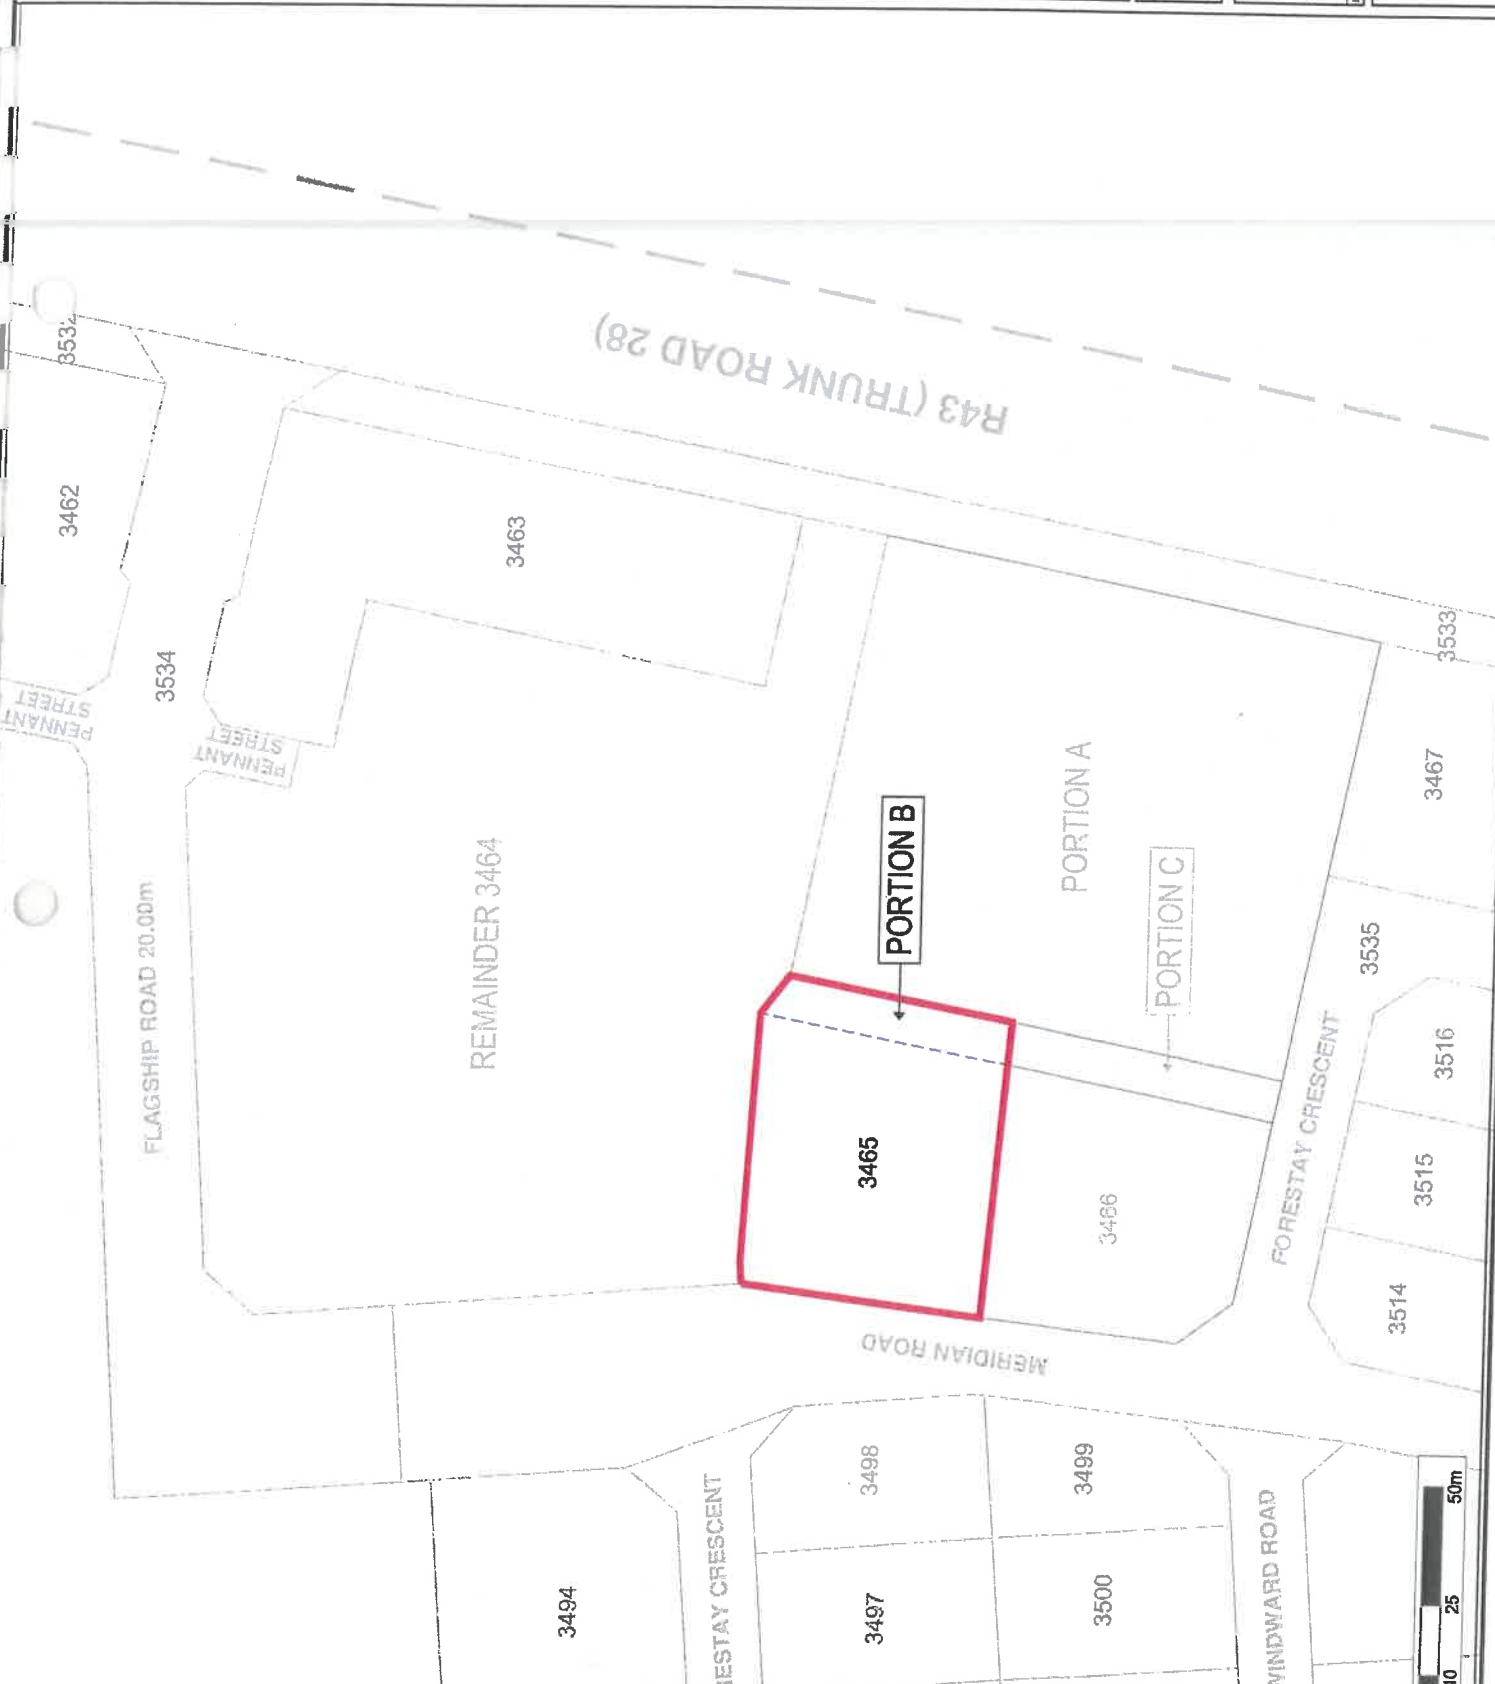 3532
3462
3463
R43 (TRUNK ROAD 28)
3534
PENNANT
STREET
PENNANT
STREET
FLAGSHIP ROAD 20.00m
REMAINDER 3464
PORTION B
PORTION A
PORTION C
3533
3467
3535
3465
3466
FORESTAY CRESCENT
3516
3515
3514
MERIDIAN ROAD
3498
3499
3494
ESTAY CRESCENT
3497
3500
WINDWARD ROAD
10
25
50m